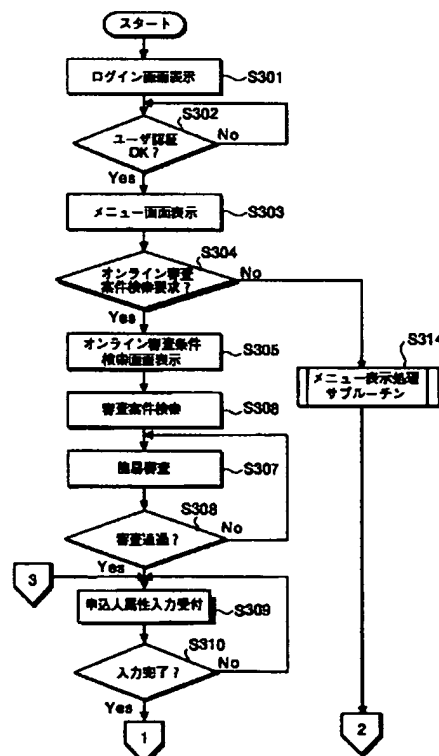 スタート
ログイン画面表示
S301
S302
ユーザ認証
OK?
No
Yes
メニュー画面表示
S303
S304
オンライン審査
案件検索要求?
No
Yes
オンライン審査条件
検索画面表示
S305
S314
メニュー表示処理
サブルーチン
審査案件検索
S306
簡易審査
S307
S308
審査通過?
No
Yes
3
申込人属性入力受付
S309
S310
入力完了?
No
Yes
1
2